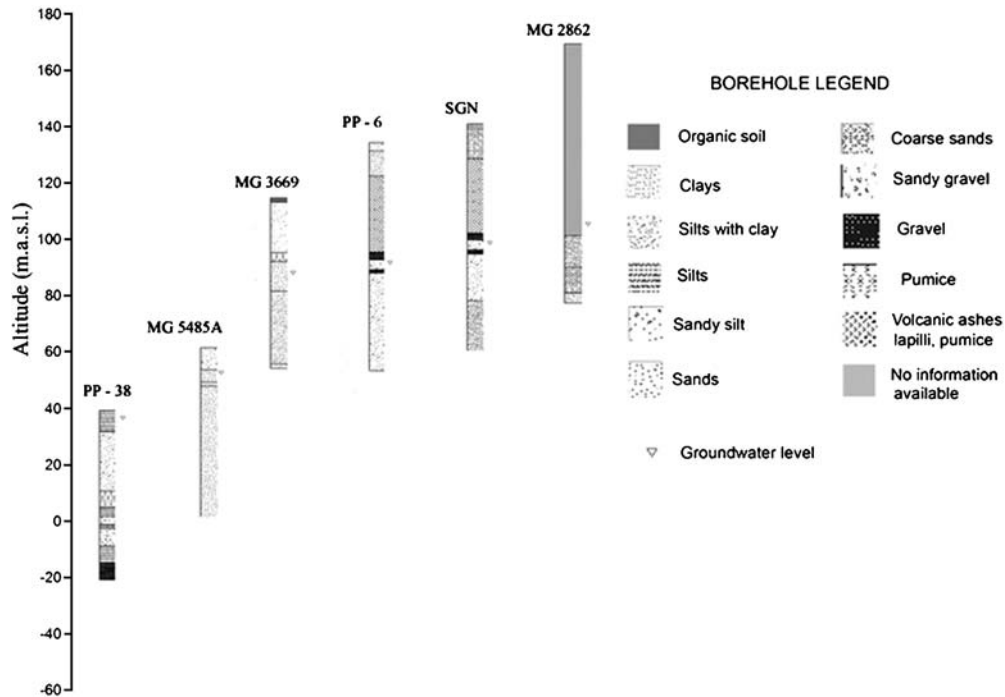 Altitude (m.a.s.l.)
180
160
140
120
100
80
60
40
20
0
-20
-40
-60
PP - 38
MG 5485A
MG 3669
PP - 6
SGN
MG 2862
BOREHOLE LEGEND
Organic soil
Clays
Silts with clay
Silts
Sandy silt
Sands
Coarse sands
Sandy gravel
Gravel
Pumice
Volcanic ashes
lapilli, pumice
No information
available
Groundwater level